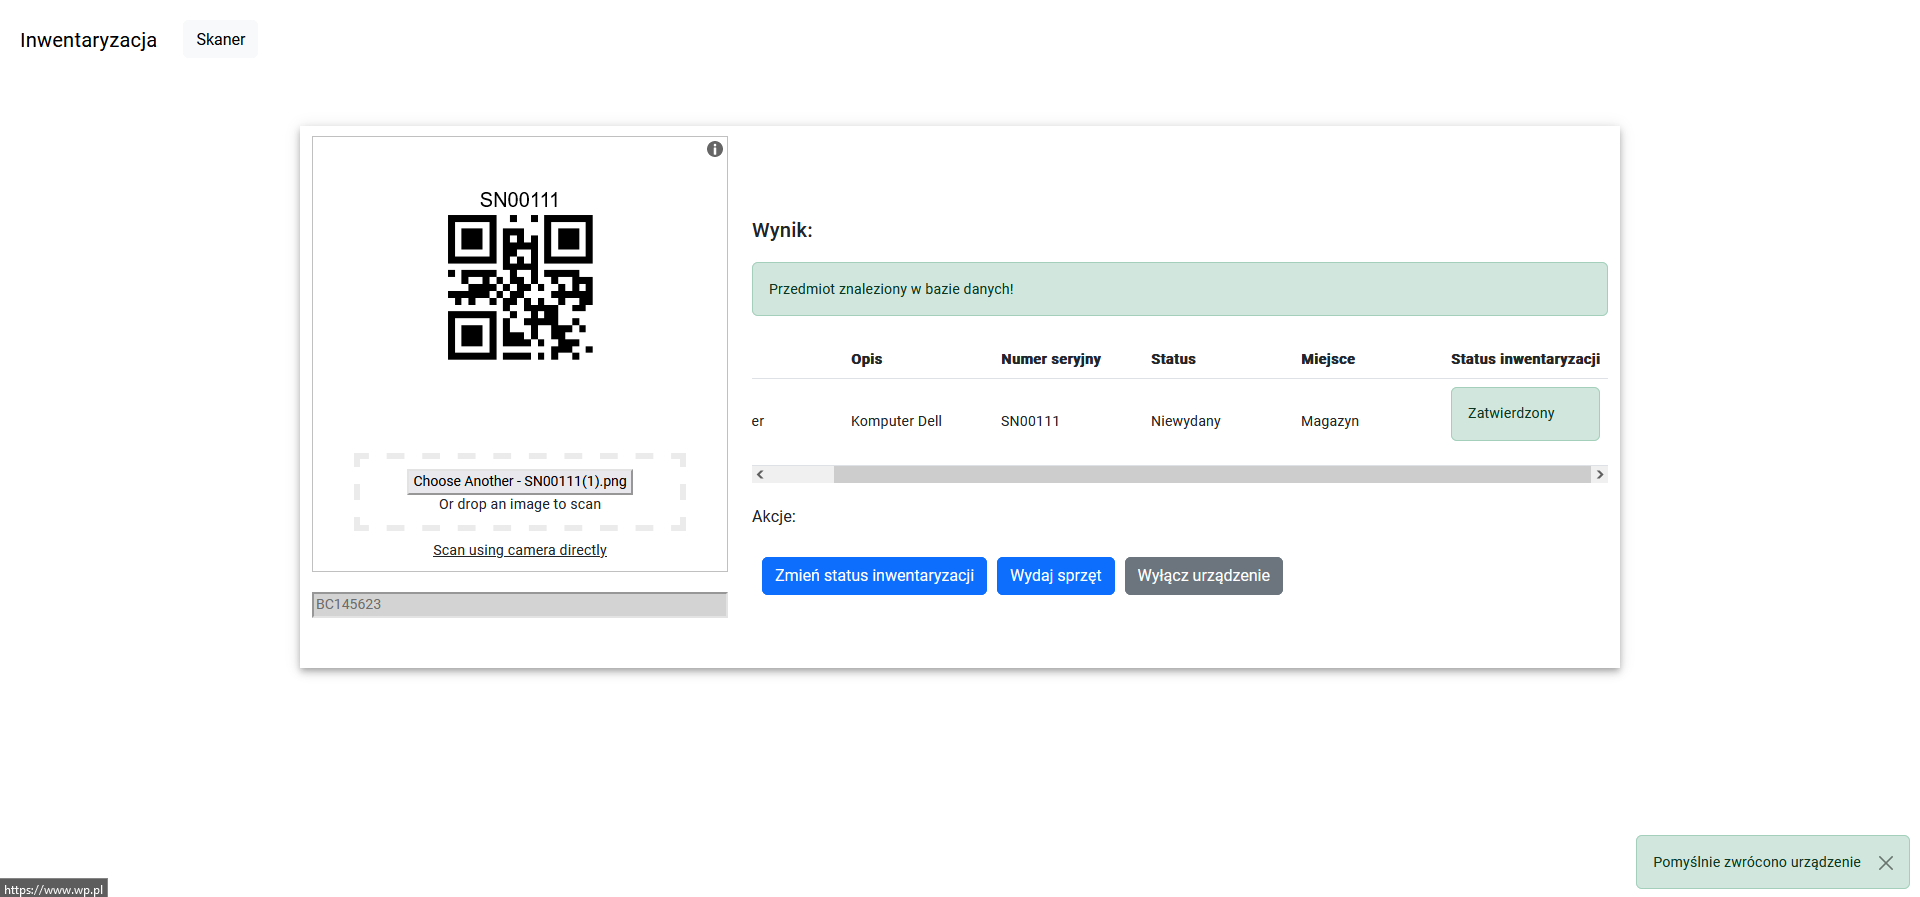 Inwentaryzacja Skaner
SN00111
Choose Another - SN00111(1).png
Or drop an image to scan
Scan using camera directly
BC145623
Wynik:
Przedmiot znaleziony w bazie danych!
Opis Numer seryjny Status Miejsce Status inwentaryzacji
er Komputer Dell SN00111 Niewydany Magazyn Zatwierdzony
Akcje:
Zmień status inwentaryzacji Wydaj sprzęt Wyłącz urządzenie
Pomyślnie zwrócono urządzenie
https://www.wp.pl